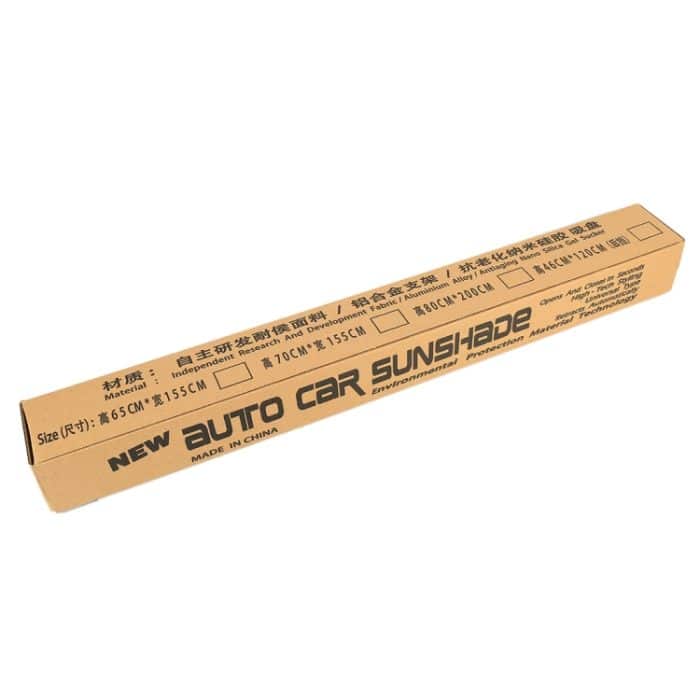 材质：自主研发耐侯面料 / 铝合金支架 / 抗老化纳米硅胶 吸盘
Material : Independent Research And Development Fabric / Aluminium Alloy / Antiaging Nano Silice Gel Sucker
Size (尺寸) : 高65CM*宽155CM 高70CM*宽155CM 高80CM*200CM 高46CM*120CM
NEW AUTO CAR SUNSHADE
MADE IN CHINA
Opens And Closes In Seconds
High-Tech Styling
Universal Type
Retracts Automatically
Environmental Protection Material Technology